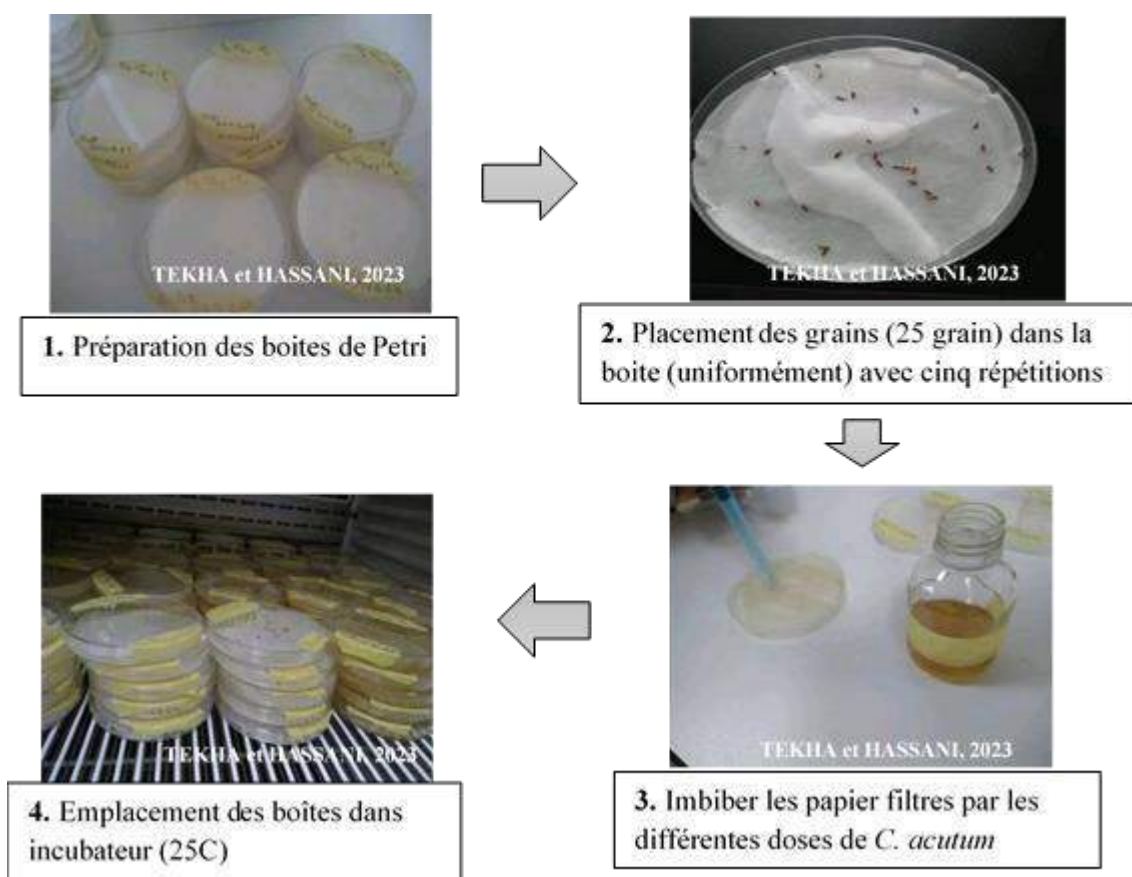 TEKHA et HASSANI, 2023
1. Préparation des boites de Petri
TEKHA et HASSANI, 2023
2. Placement des grains (25 grain) dans la
boite (uniformément) avec cinq répétitions
TEKHA et HASSANI, 2023
3. Imbiber les papier filtres par les
différentes doses de C. acutum
TEKHA et HASSANI, 2023
4. Emplacement des boîtes dans
incubateur (25C)